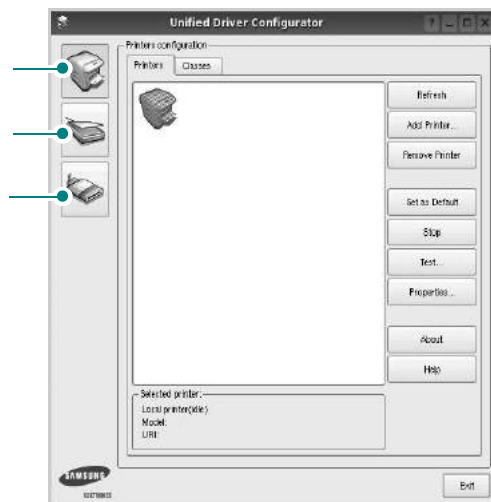 Unified Driver Configurator
Printers configuration
Printers
Classes
Refresh
Add Printer...
Remove Printer
Set as Default
Stop
Test...
Properties...
About
Help
Selected printer:
Local printer(idle)
Model:
URI:
SAMSUNG
ELECTRONICS
Exit